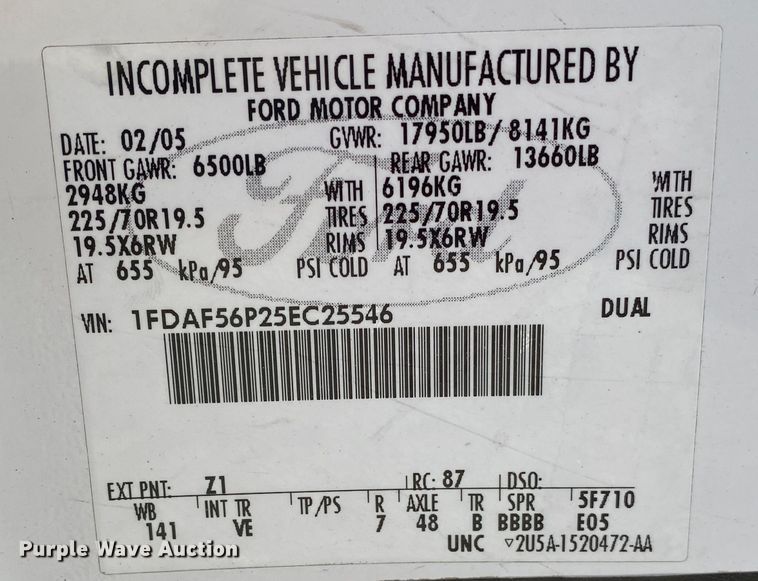 INCOMPLETE VEHICLE MANUFACTURED BY
FORD MOTOR COMPANY
DATE: 02/05 GVWR: 17950LB / 8141KG
FRONT GAWR: 6500LB REAR GAWR: 13660LB
2948KG WITH 6196KG WITH
225/70R19.5 TIRES 225/70R19.5 TIRES
19.5X6RW RIMS 19.5X6RW RIMS
AT 655 kPa/95 PSI COLD AT 655 kPa/95 PSI COLD
VIN: 1FDAF56P25EC25546 DUAL
Ford
EXT PNT: Z1 RC: 87 DSO:
WB INT TR TP/PS R AXLE TR SPR 5F710
141 VE 7 48 B BBBB E05
UNC ▽2U5A-1520472-AA
Purple Wave Auction